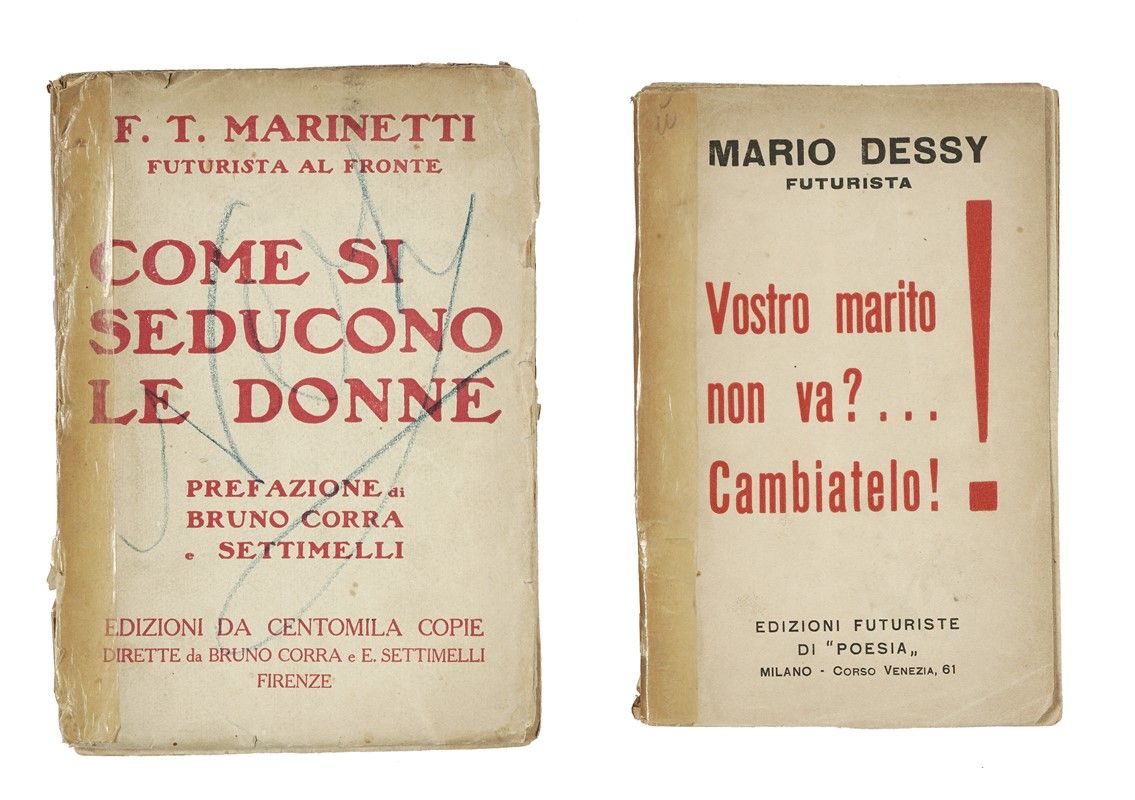 F. T. MARINETTI
FUTURISTA AL FRONTE
COME SI
SEDUCONO
LE DONNE
PREFAZIONE di
BRUNO CORRA
e SETTIMELLI
EDIZIONI DA CENTOMILA COPIE
DIRETTE da BRUNO CORRA e E. SETTIMELLI
FIRENZE
MARIO DESSY
FUTURISTA
Vostro marito
non va?...
Cambiatelo!
!
EDIZIONI FUTURISTE
DI "POESIA„
MILANO - CORSO VENEZIA, 61